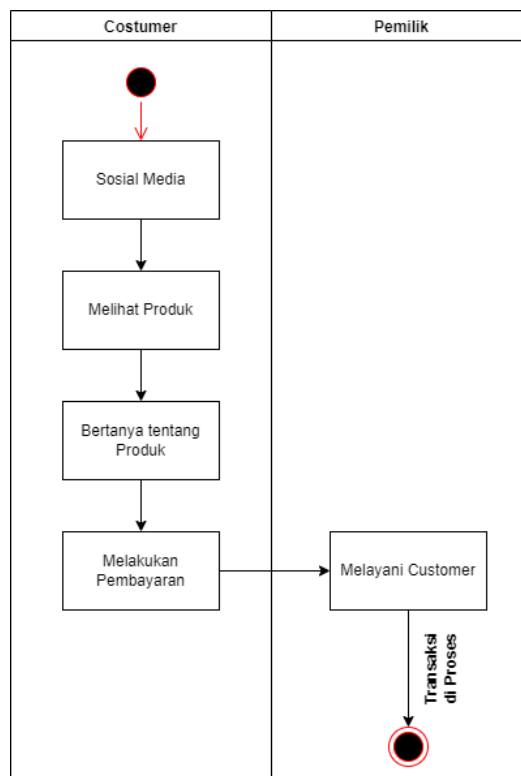 Costumer
Pemilik
Sosial Media
Melihat Produk
Bertanya tentang
Produk
Melakukan
Pembayaran
Melayani Customer
Transaksi
di Proses